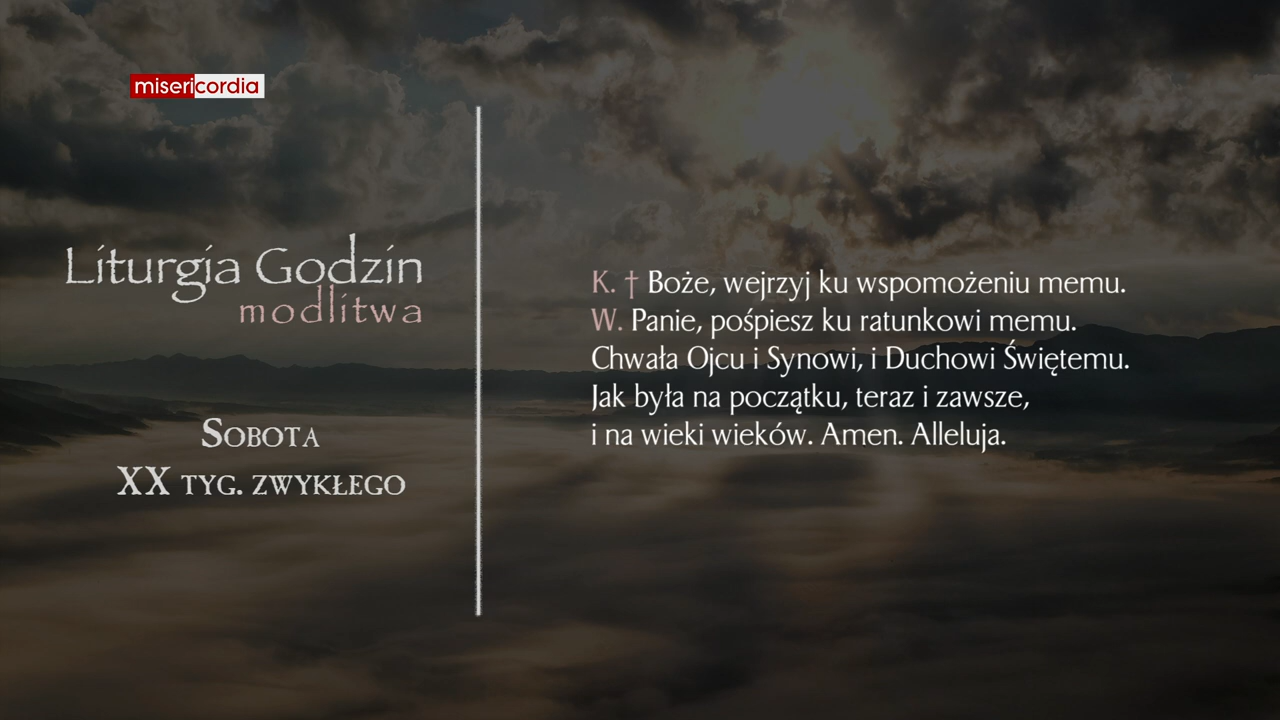 misericordia
Liturgia Godzin
modlitwa
Sobota
XX tyg. zwykłego
K. † Boże, wejrzyj ku wspomożeniu memu.
W. Panie, pośpiesz ku ratunkowi memu.
Chwała Ojcu i Synowi, i Duchowi Świętemu.
Jak była na początku, teraz i zawsze,
i na wieki wieków. Amen. Alleluja.